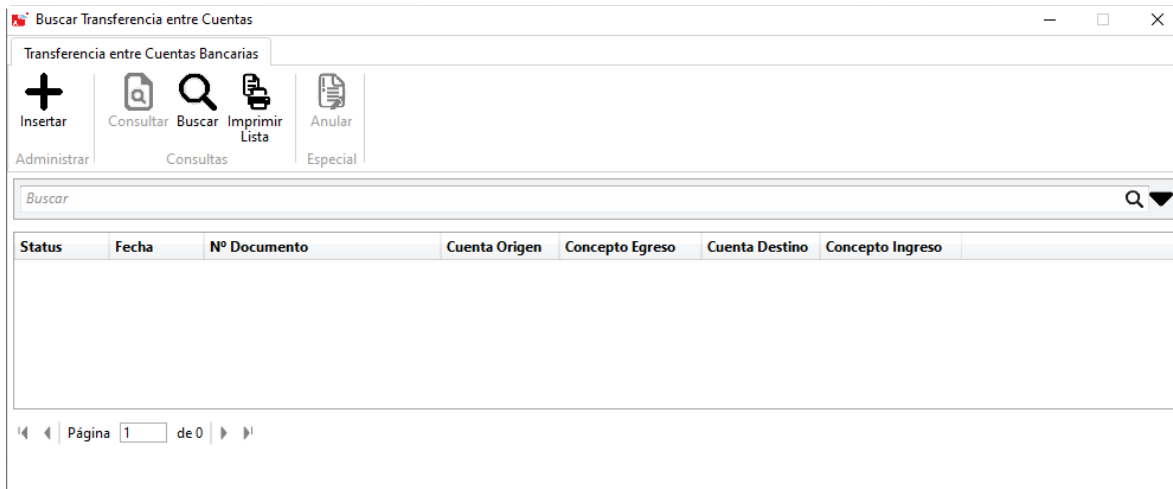 Buscar Transferencia entre Cuentas
Transferencia entre Cuentas Bancarias
Insertar
Consultar Buscar Imprimir Lista
Anular
Administrar
Consultas
Especial
Buscar
Status Fecha Nº Documento Cuenta Origen Concepto Egreso Cuenta Destino Concepto Ingreso
Página 1 de 0